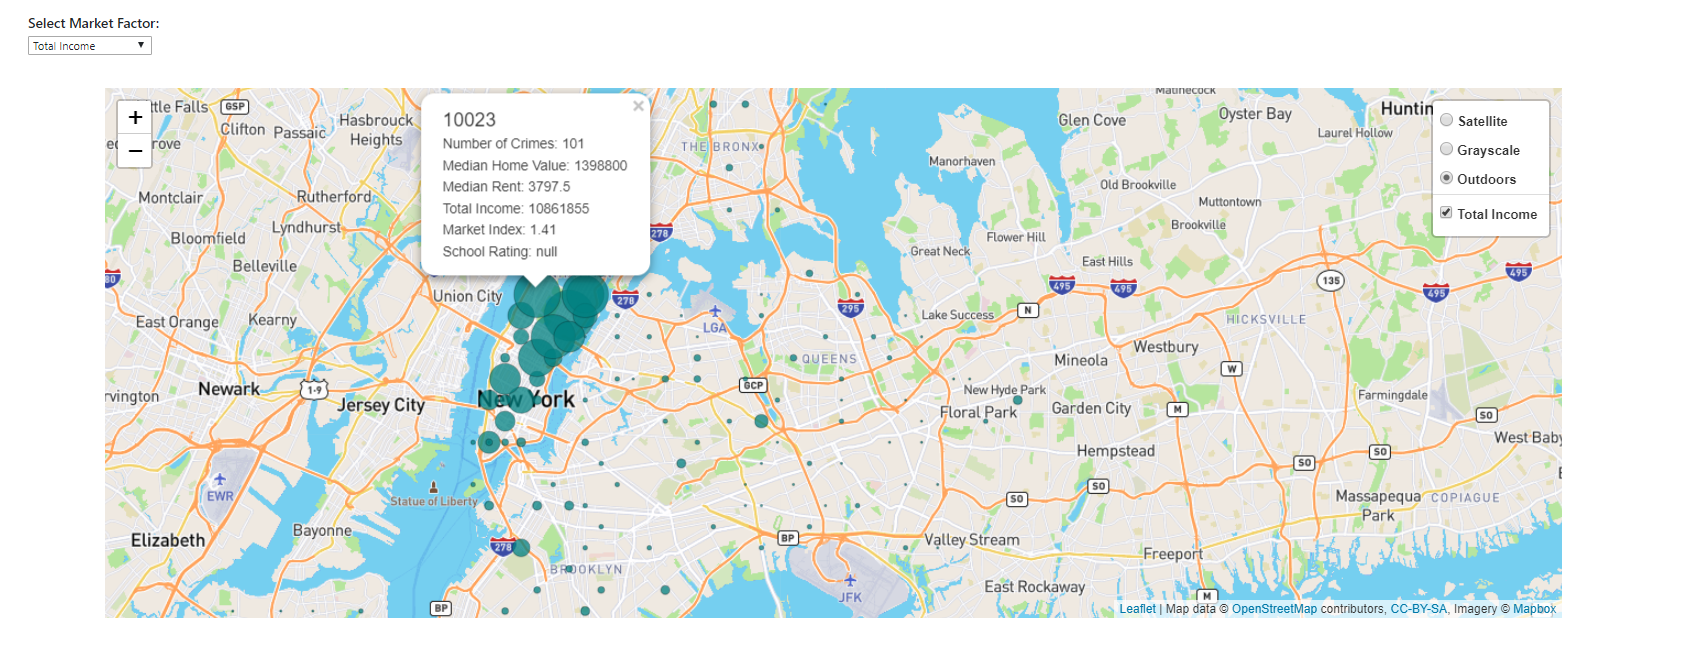 Select Market Factor:
Total Income
+
−
ttle Falls
GSP
Clifton
Passaic
Hasbrouck
Heights
Montclair
Rutherford
Lyndhurst
Bloomfield
Belleville
Union City
East Orange
Kearny
Newark
1-9
Jersey City
New York
EWR
Statue of Liberty
Bayonne
Elizabeth
278
BROOKLYN
BP
×
10023
Number of Crimes: 101
Median Home Value: 1398800
Median Rent: 3797.5
Total Income: 10861855
Market Index: 1.41
School Rating: null
THE BRONX
278
278
LGA
295
QUEENS
GCP
BP
JFK
Matinecock
Glen Cove
Oyster Bay
Huntin
Laurel Hollow
Manorhaven
Old Brookville
Muttontown
Brookville
Flower Hill
Great Neck
East Hills
495
495
135
495
495
Lake Success
N
HICKSVILLE
Westbury
Mineola
W
New Hyde Park
Floral Park
Garden City
M
Farmingdale
SO
West Baby
Hempstead
SO
SO
SO
SO
Massapequa
Park
COPIAGUE
Valley Stream
Freeport
East Rockaway
M
Satellite
Grayscale
Outdoors
Total Income
Leaflet | Map data © OpenStreetMap contributors, CC-BY-SA, Imagery © Mapbox